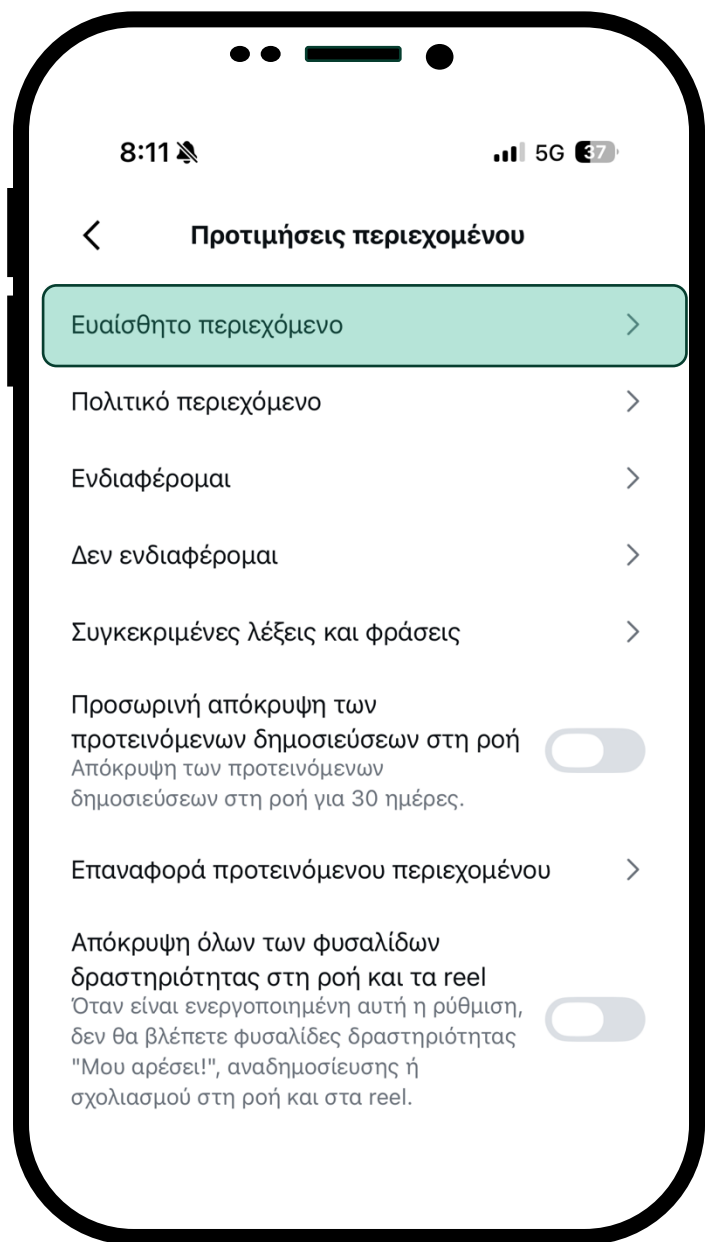 8:11
5G 37
Προτιμήσεις περιεχομένου
Ευαίσθητο περιεχόμενο
Πολιτικό περιεχόμενο
Ενδιαφέρομαι
Δεν ενδιαφέρομαι
Συγκεκριμένες λέξεις και φράσεις
Προσωρινή απόκρυψη των
προτεινόμενων δημοσιεύσεων στη ροή
Απόκρυψη των προτεινόμενων
δημοσιεύσεων στη ροή για 30 ημέρες.
Επαναφορά προτεινόμενου περιεχομένου
Απόκρυψη όλων των φυσαλίδων
δραστηριότητας στη ροή και τα reel
Όταν είναι ενεργοποιημένη αυτή η ρύθμιση,
δεν θα βλέπετε φυσαλίδες δραστηριότητας
"Μου αρέσει!", αναδημοσίευσης ή
σχολιασμού στη ροή και στα reel.